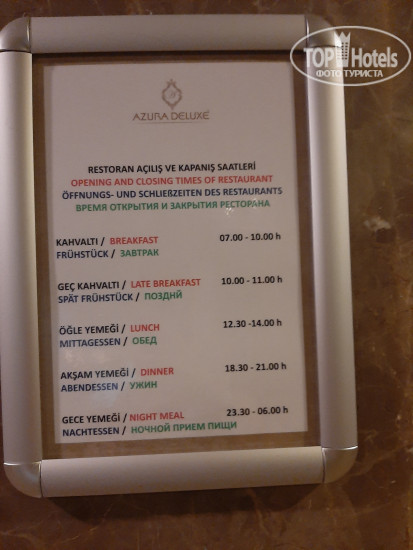 TOP Hotels
ФОТО ТУРИСТА
AZURA DELUXE
RESTORAN AÇILIŞ VE KAPANIŞ SAATLERİ
OPENING AND CLOSING TIMES OF RESTAURANT
ÖFFNUNGS- UND SCHLIEßZEITEN DES RESTAURANTS
ВРЕМЯ ОТКРЫТИЯ И ЗАКРЫТИЯ РЕСТОРАНА
KAHVALTI / BREAKFAST 07.00 - 10.00 h
FRÜHSTÜCK / ЗАВТРАК
GEÇ KAHVALTI / LATE BREAKFAST 10.00 - 11.00 h
SPÄT FRÜHSTÜCK / ПОЗДНЙ
ÖĞLE YEMEĞİ / LUNCH 12.30 -14.00 h
MITTAGESSEN / ОБЕД
AKŞAM YEMEĞİ / DINNER 18.30 - 21.00 h
ABENDESSEN / УЖИН
GECE YEMEĞİ / NIGHT MEAL 23.30 - 06.00 h
NACHTESSEN / НОЧНОЙ ПРИЕМ ПИЩИ